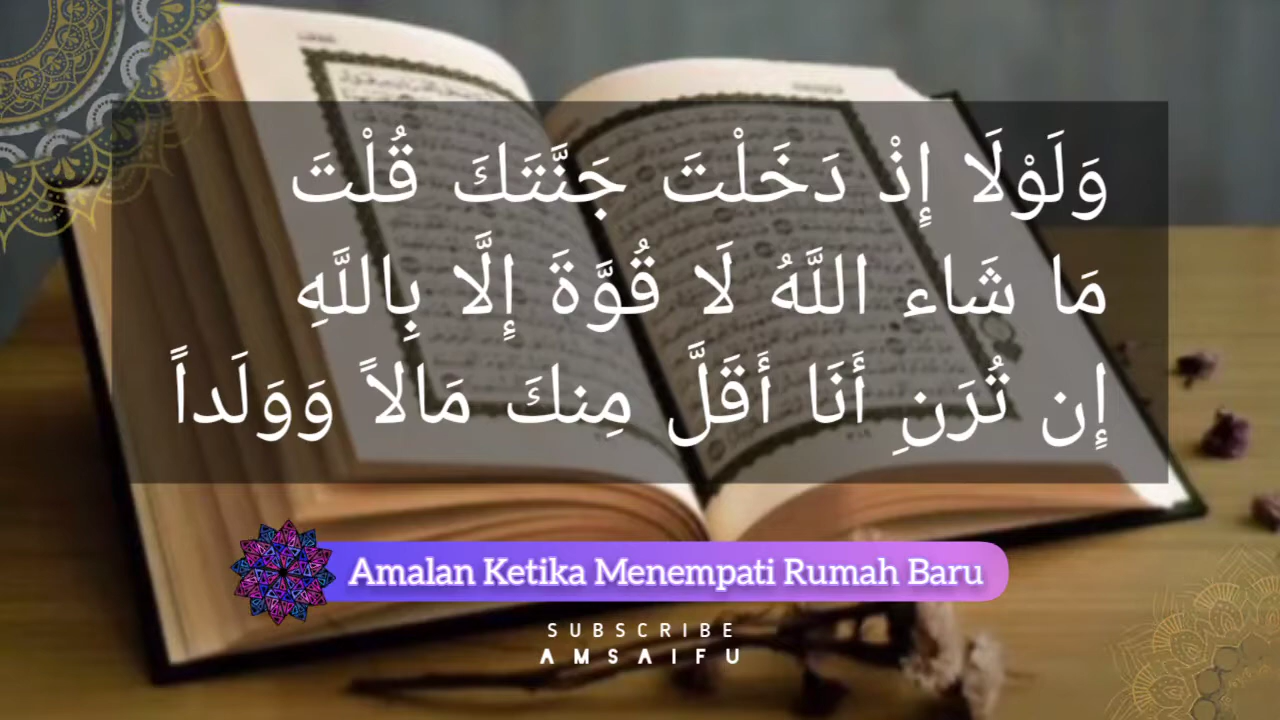 وَلَوْلَا إِذْ دَخَلْتَ جَنَّتَكَ قُلْتَ
مَا شَاء اللَّهُ لَا قُوَّةَ إِلَّا بِاللَّهِ
إِن تُرَنِ أَنَا أَقَلَّ مِنكَ مَالاً وَوَلَداً
Amalan Ketika Menempati Rumah Baru
SUBSCRIBE
AMSAIFU